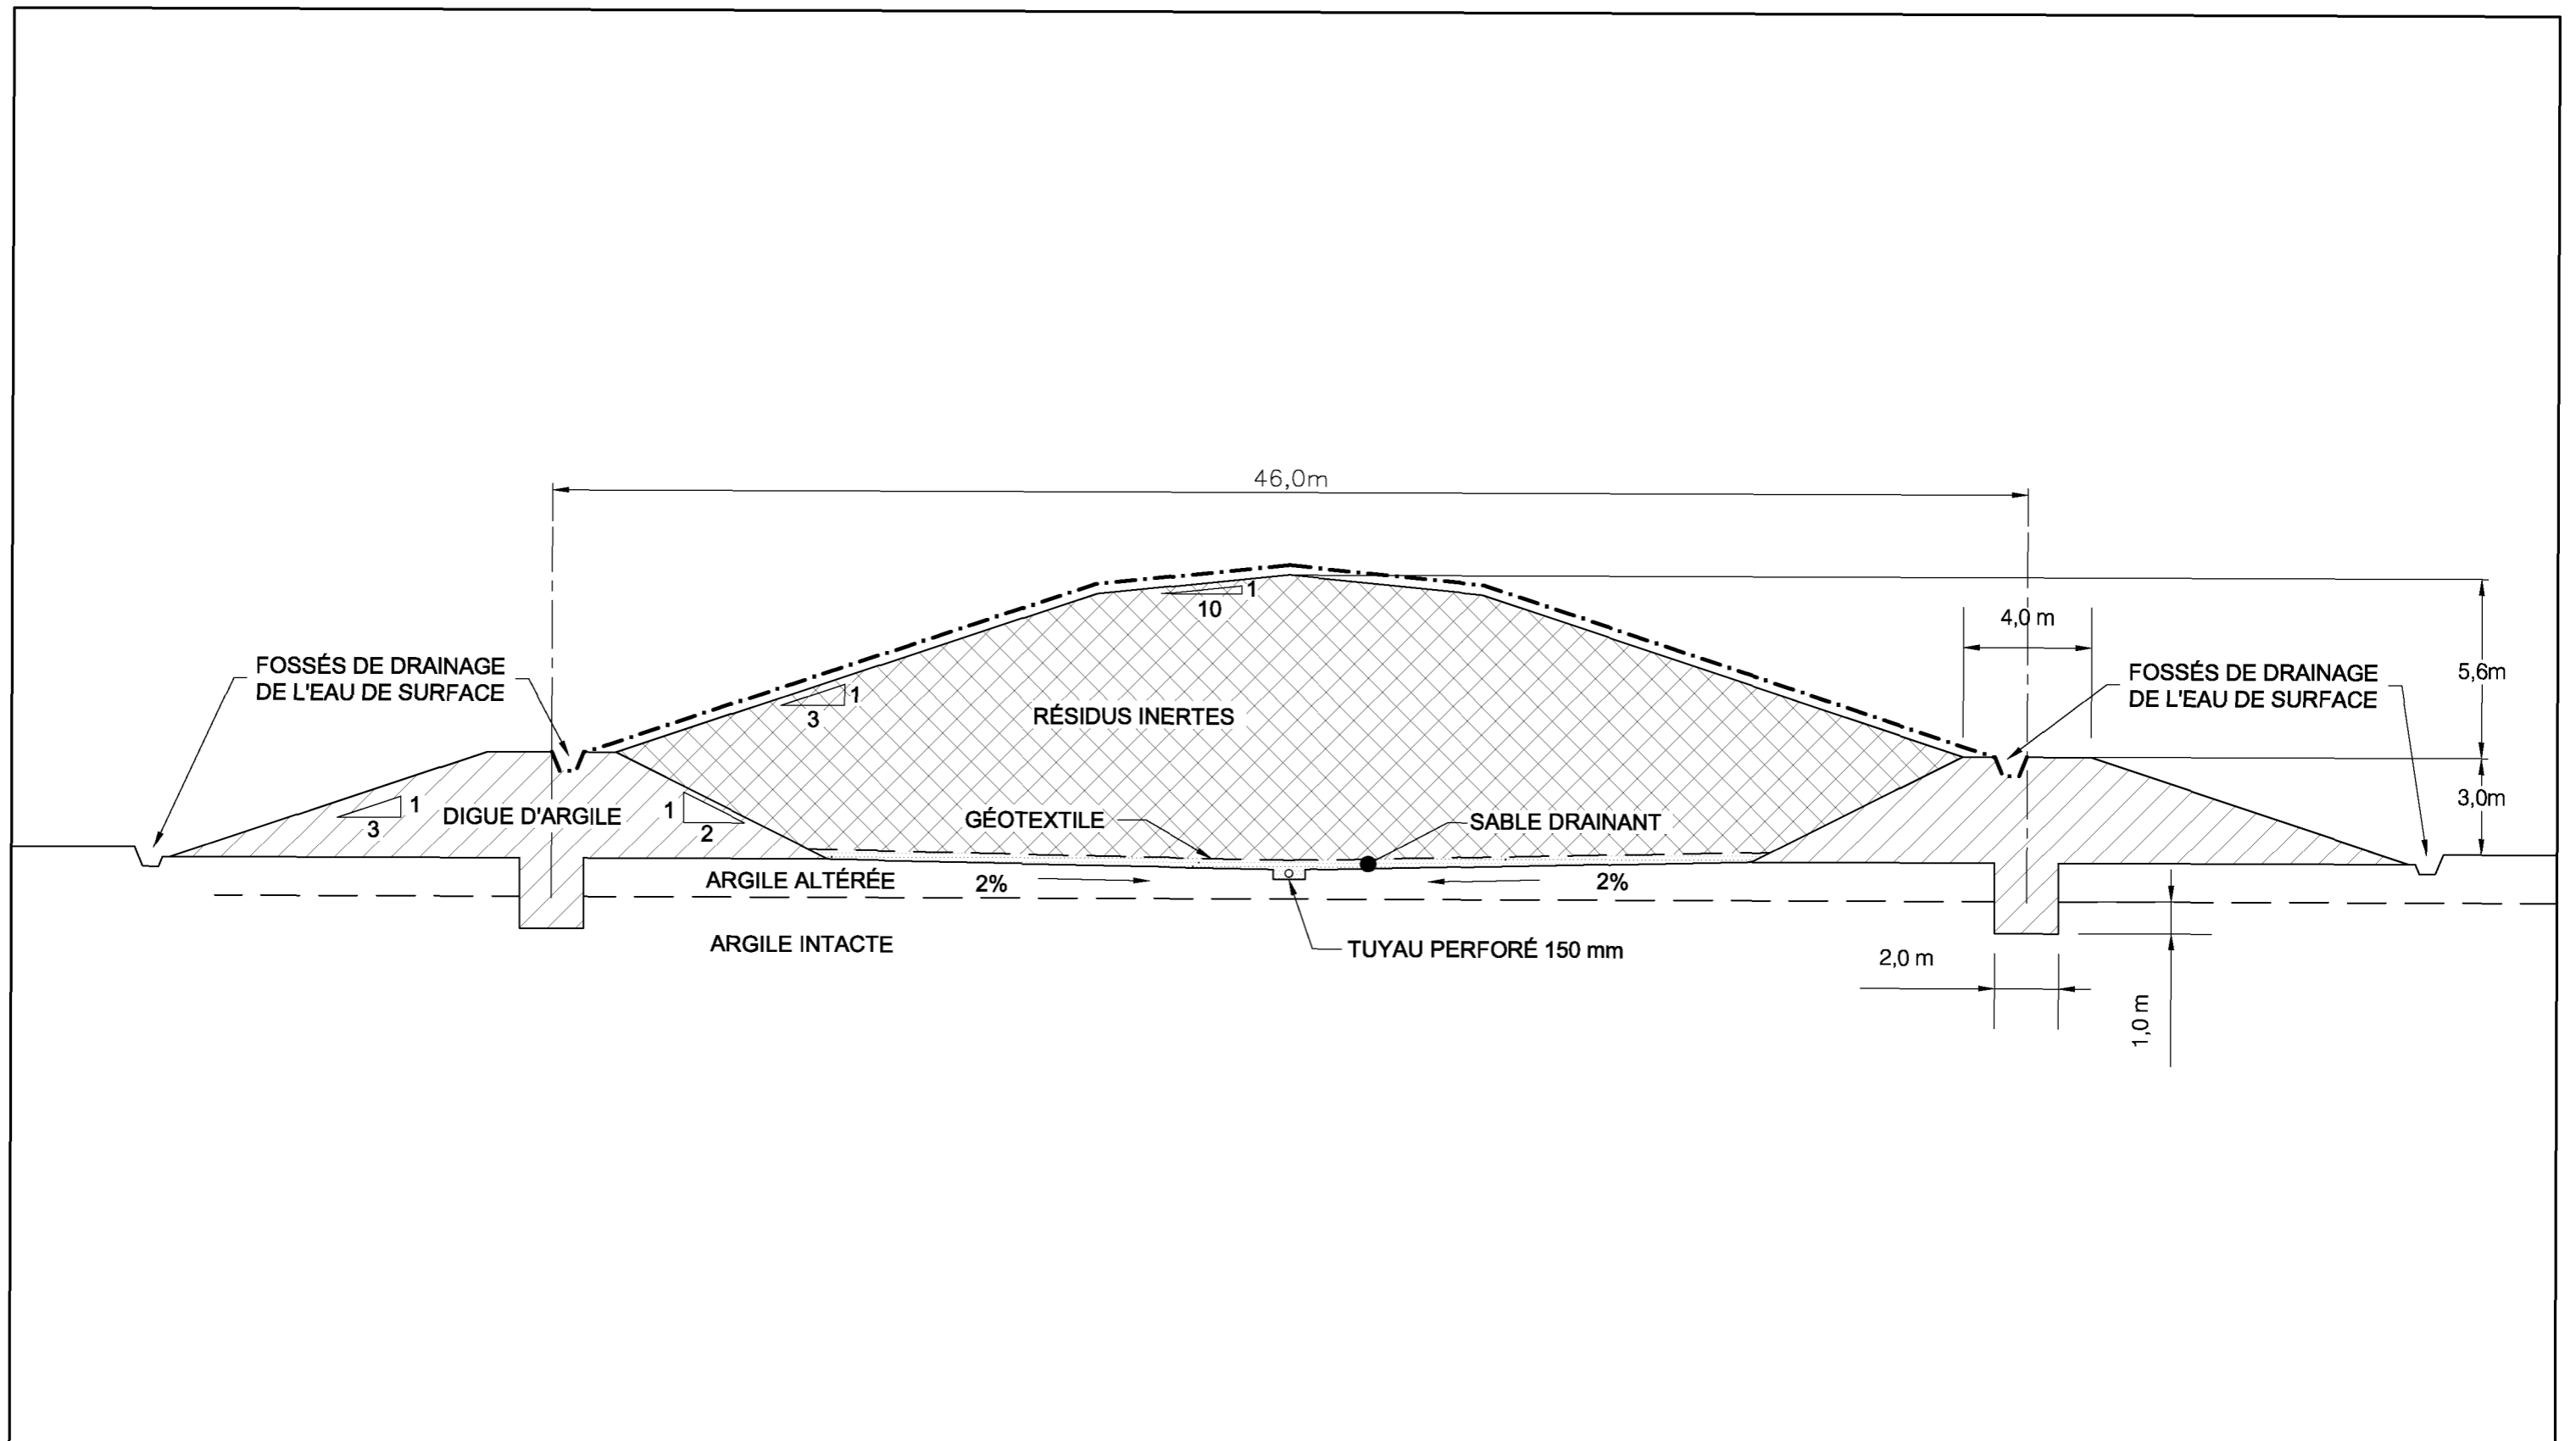 46,0m
1
10
4,0 m
5,6m
FOSSÉS DE DRAINAGE
DE L'EAU DE SURFACE
FOSSÉS DE DRAINAGE
DE L'EAU DE SURFACE
1
3
RÉSIDUS INERTES
3,0m
1
3
DIGUE D'ARGILE
1
2
GÉOTEXTILE
SABLE DRAINANT
ARGILE ALTÉRÉE
2%
2%
ARGILE INTACTE
TUYAU PERFORÉ 150 mm
2,0 m
1,0 m